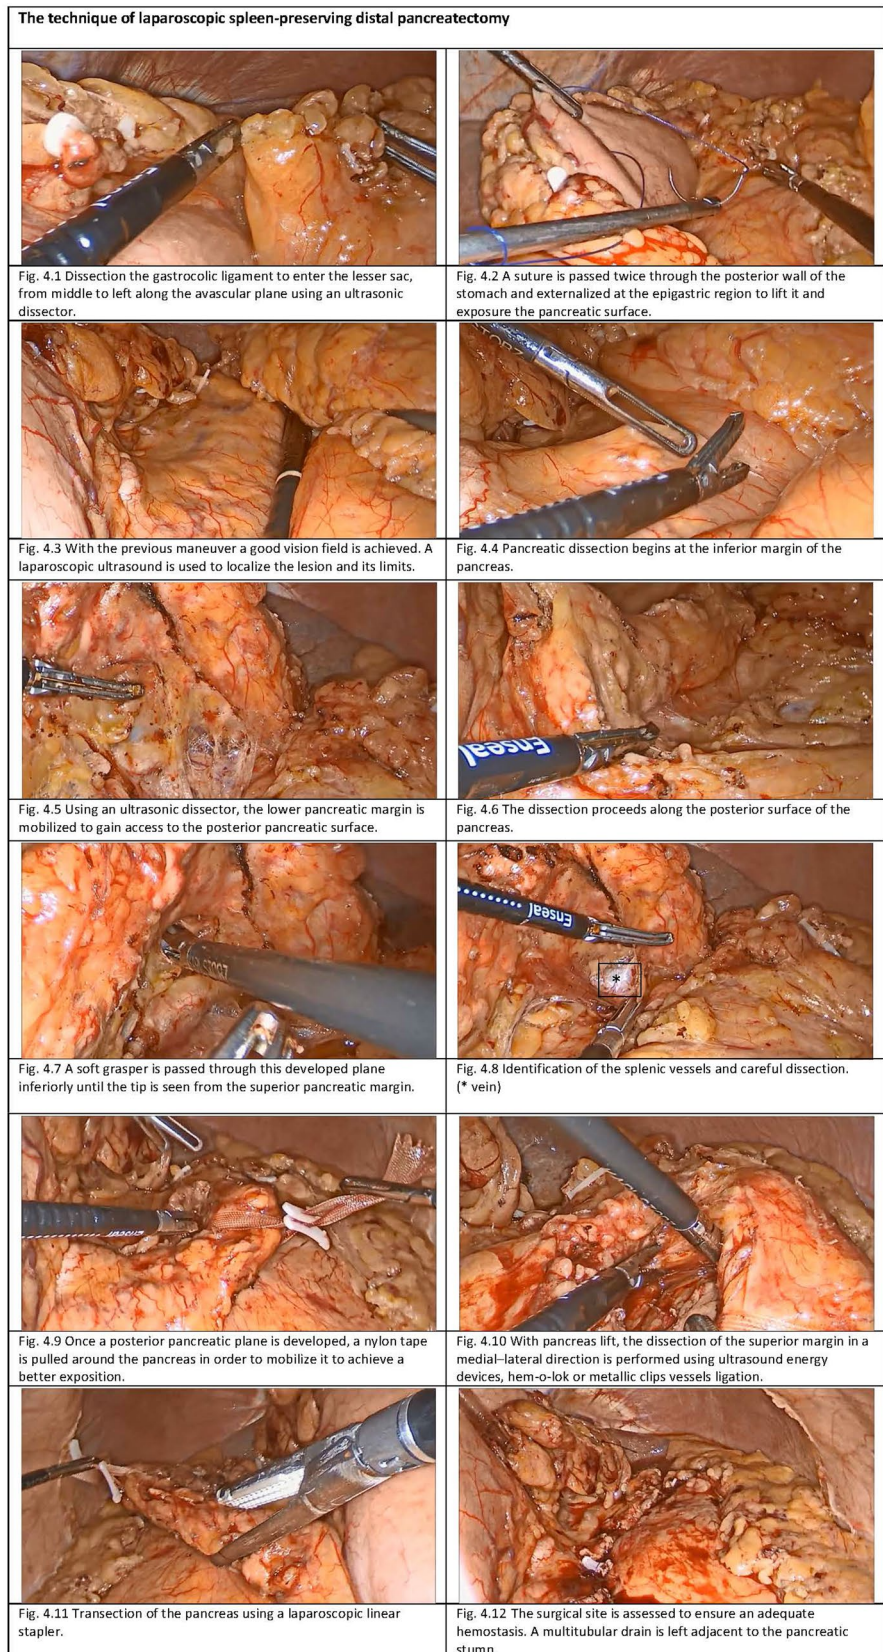 The technique of laparoscopic spleen-preserving distal pancreatectomy
Fig. 4.1 Dissection the gastrocolic ligament to enter the lesser sac,
from middle to left along the avascular plane using an ultrasonic
dissector.
Fig. 4.2 A suture is passed twice through the posterior wall of the
stomach and externalized at the epigastric region to lift it and
exposure the pancreatic surface.
Fig. 4.3 With the previous maneuver a good vision field is achieved. A
laparoscopic ultrasound is used to localize the lesion and its limits.
Fig. 4.4 Pancreatic dissection begins at the inferior margin of the
pancreas.
Enseal
Fig. 4.5 Using an ultrasonic dissector, the lower pancreatic margin is
mobilized to gain access to the posterior pancreatic surface.
Fig. 4.6 The dissection proceeds along the posterior surface of the
pancreas.
Enseal
*
Fig. 4.7 A soft grasper is passed through this developed plane
inferiorly until the tip is seen from the superior pancreatic margin.
Fig. 4.8 Identification of the splenic vessels and careful dissection.
(* vein)
Fig. 4.9 Once a posterior pancreatic plane is developed, a nylon tape
is pulled around the pancreas in order to mobilize it to achieve a
better exposition.
Fig. 4.10 With pancreas lift, the dissection of the superior margin in a
medial–lateral direction is performed using ultrasound energy
devices, hem-o-lok or metallic clips vessels ligation.
Fig. 4.11 Transection of the pancreas using a laparoscopic linear
stapler.
Fig. 4.12 The surgical site is assessed to ensure an adequate
hemostasis. A multitubular drain is left adjacent to the pancreatic
stump